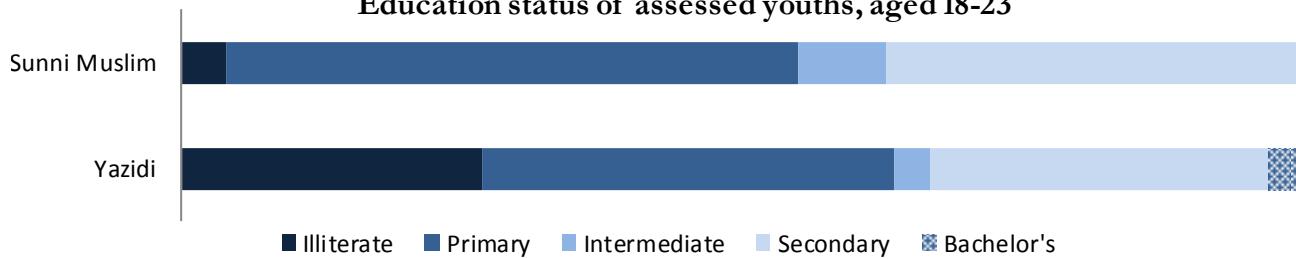 Education status of assessed youths, aged 18-23
Sunni Muslim
Yazidi
Illiterate Primary Intermediate Secondary Bachelor's